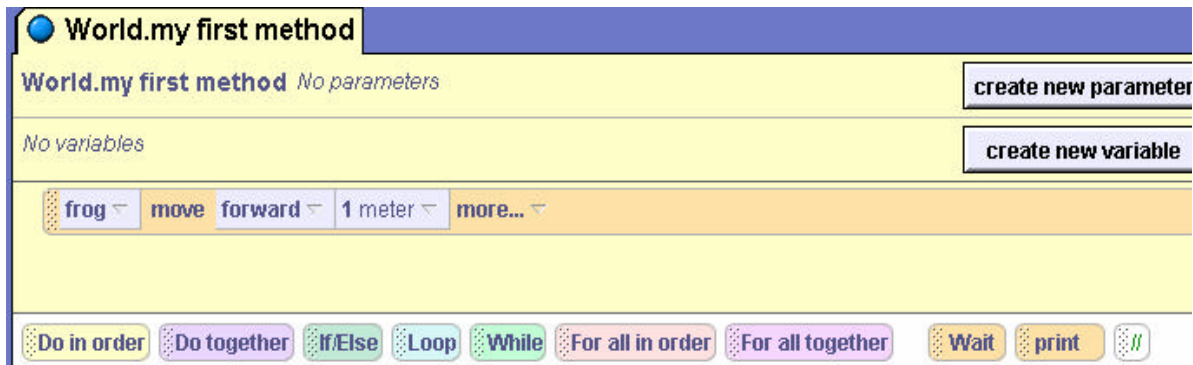 World.my first method
World.my first method No parameters create new parameter
No variables create new variable
frog move forward 1 meter more...
Do in order Do together If/Else Loop While For all in order For all together Wait print //